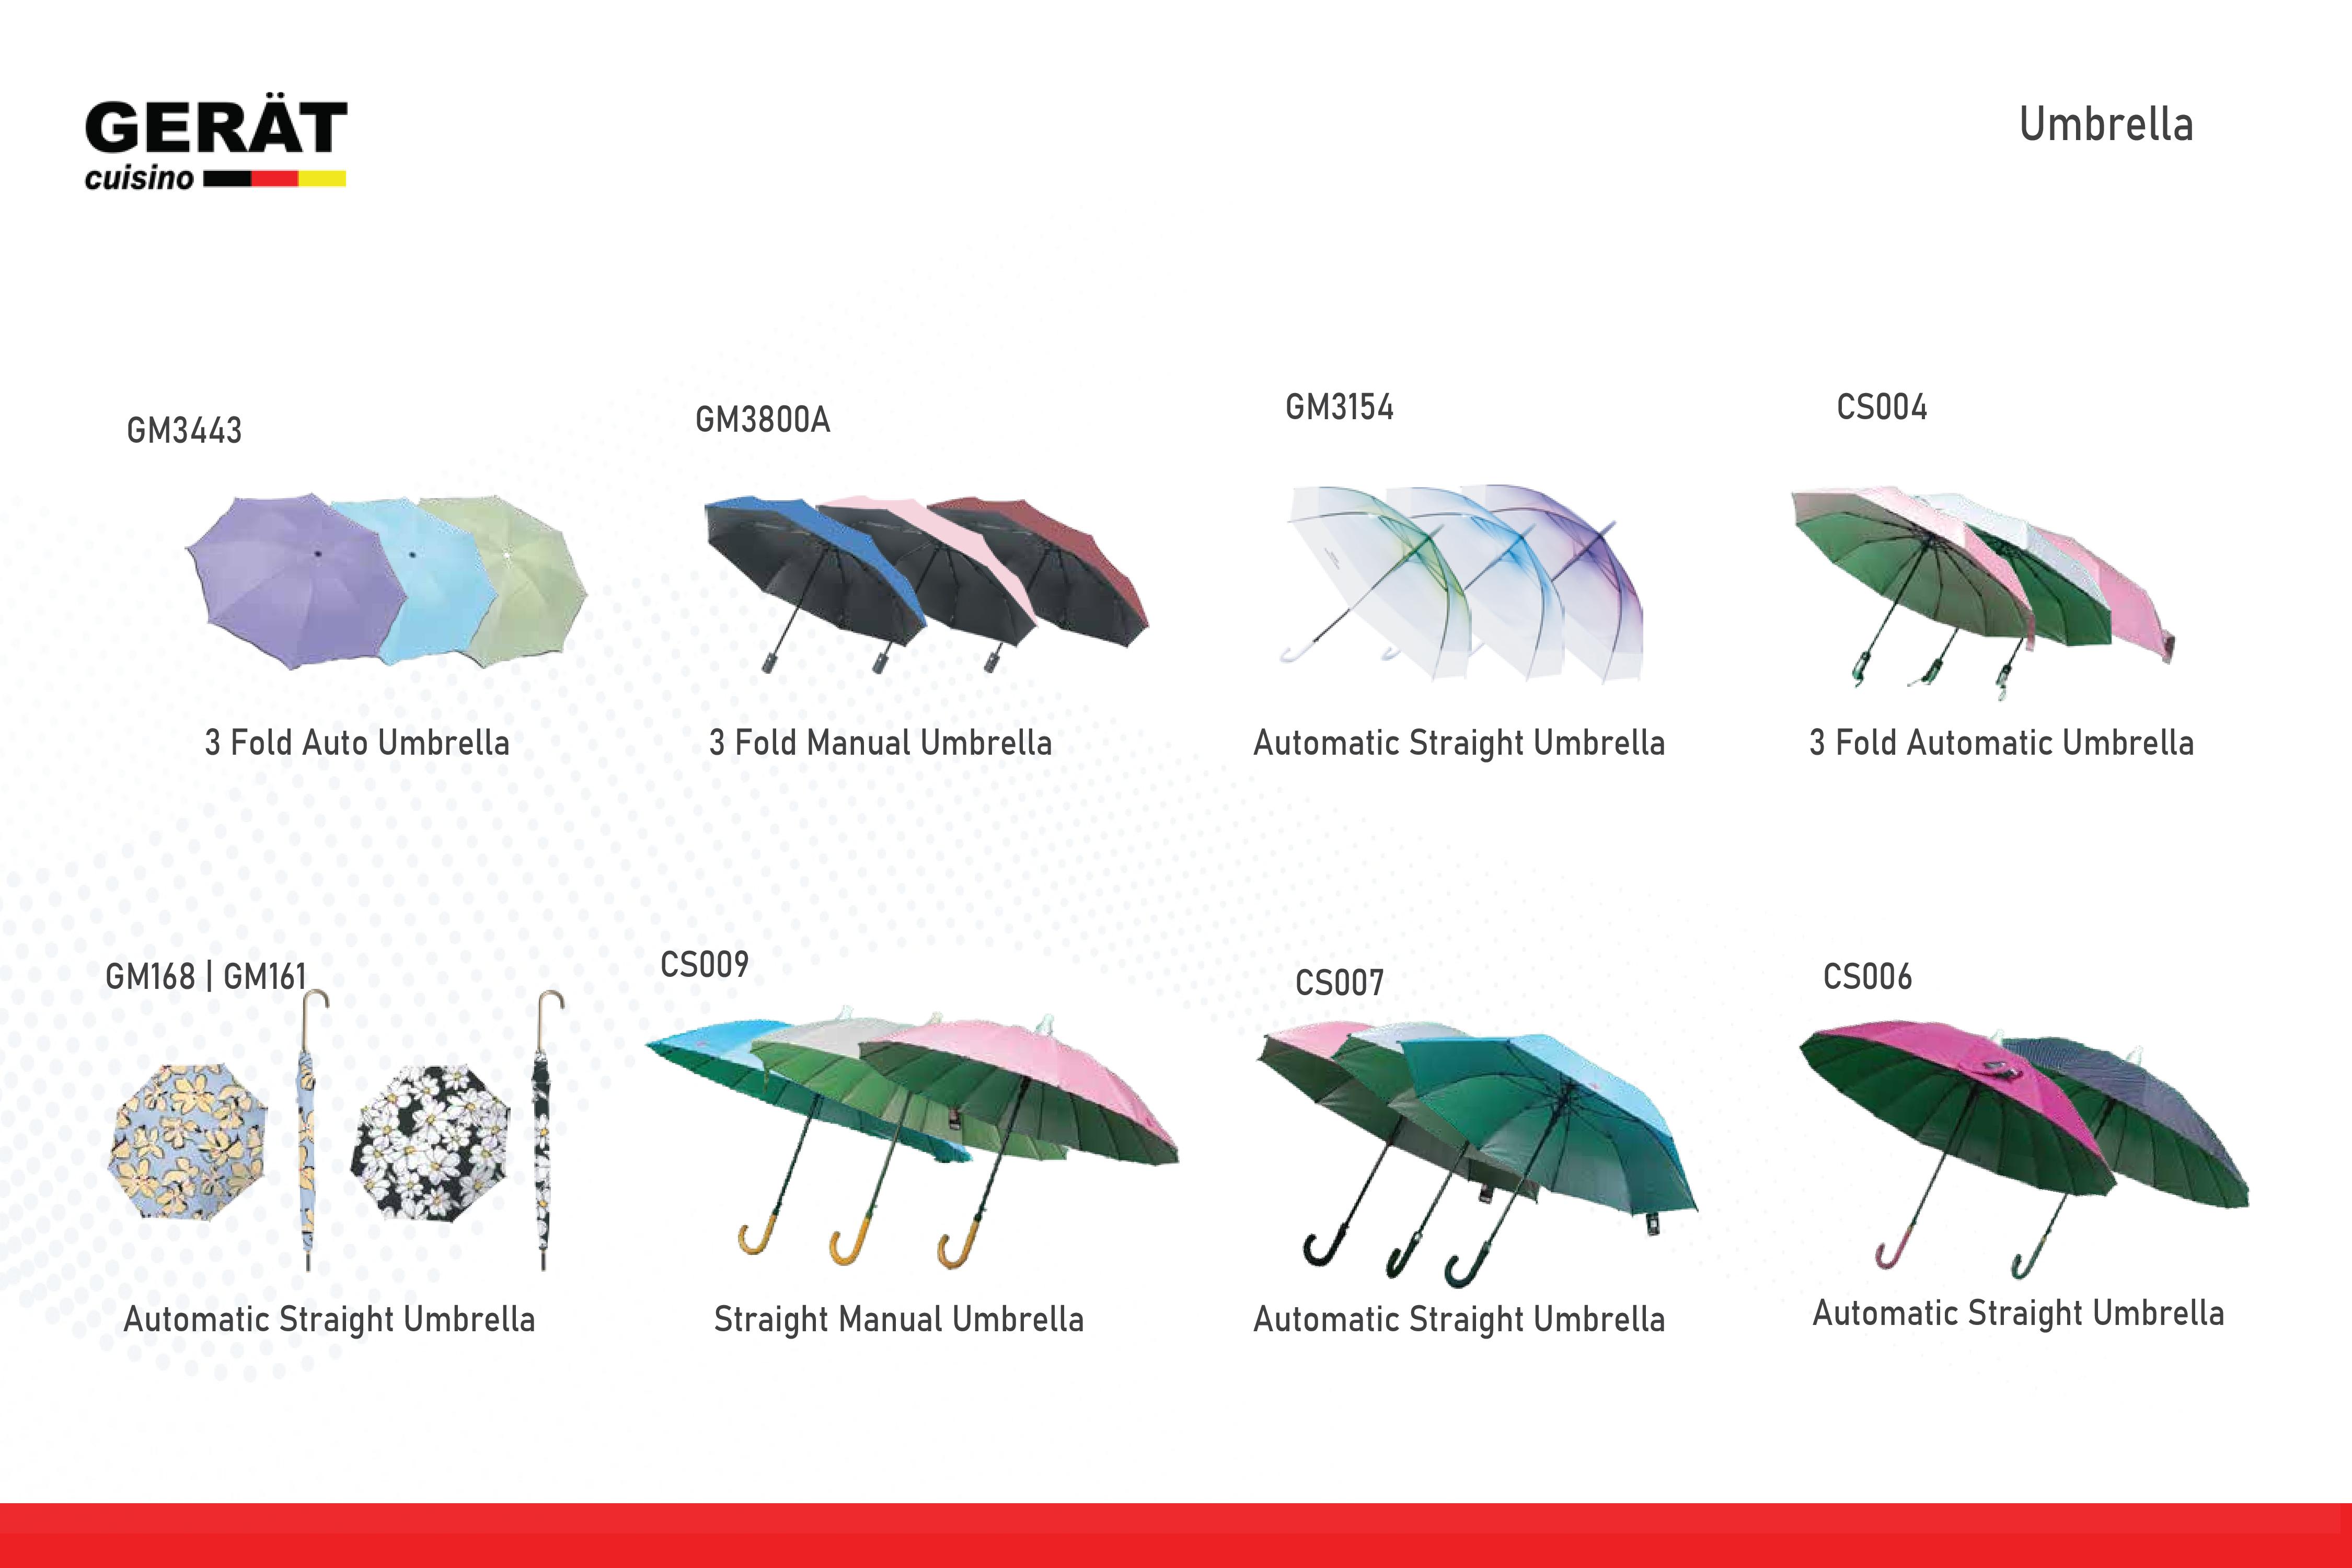 GERÄT
cuisino
Umbrella
GM3443
GM3800A
GM3154
CS004
3 Fold Auto Umbrella
3 Fold Manual Umbrella
Automatic Straight Umbrella
3 Fold Automatic Umbrella
GM168 | GM161
CS009
CS007
CS006
Automatic Straight Umbrella
Straight Manual Umbrella
Automatic Straight Umbrella
Automatic Straight Umbrella